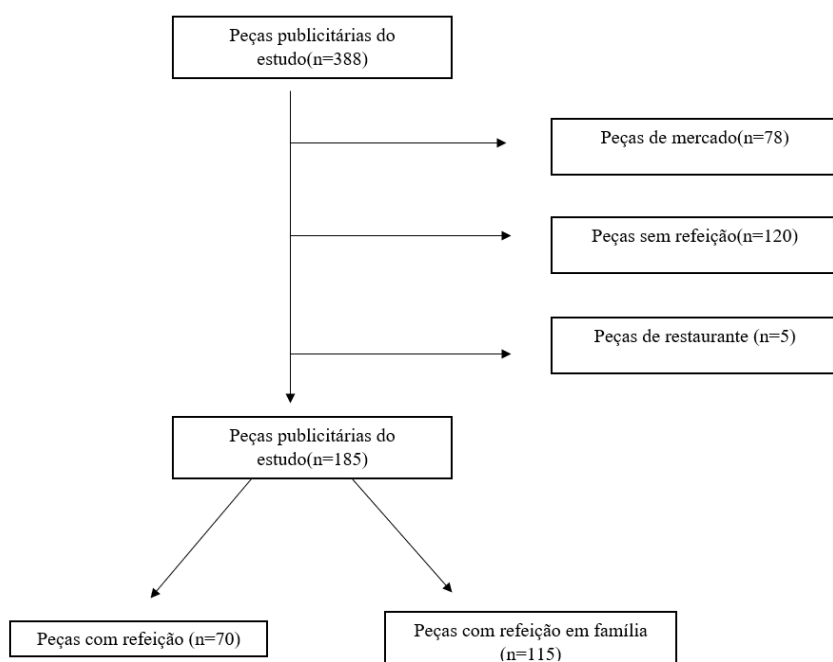 Peças publicitárias do
estudo(n=388)
Peças de mercado(n=78)
Peças sem refeição(n=120)
Peças de restaurante (n=5)
Peças publicitárias do
estudo(n=185)
Peças com refeição (n=70)
Peças com refeição em família
(n=115)